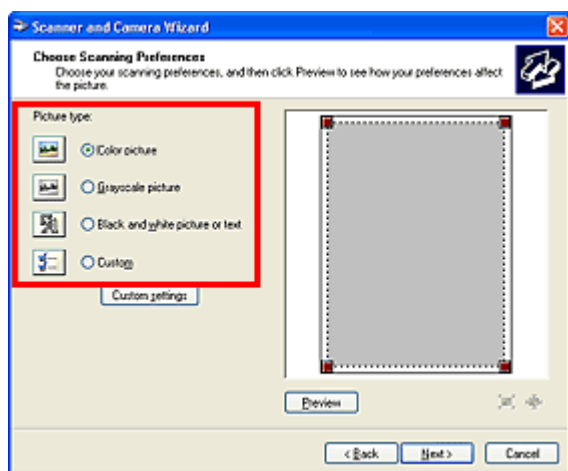 Scanner and Camera Wizard
Choose Scanning Preferences
Choose your scanning preferences, and then click Preview to see how your preferences affect
the picture.
Picture type:
Color picture
Grayscale picture
Black and white picture or text
Custom
Custom settings
Preview
< Back
Next >
Cancel